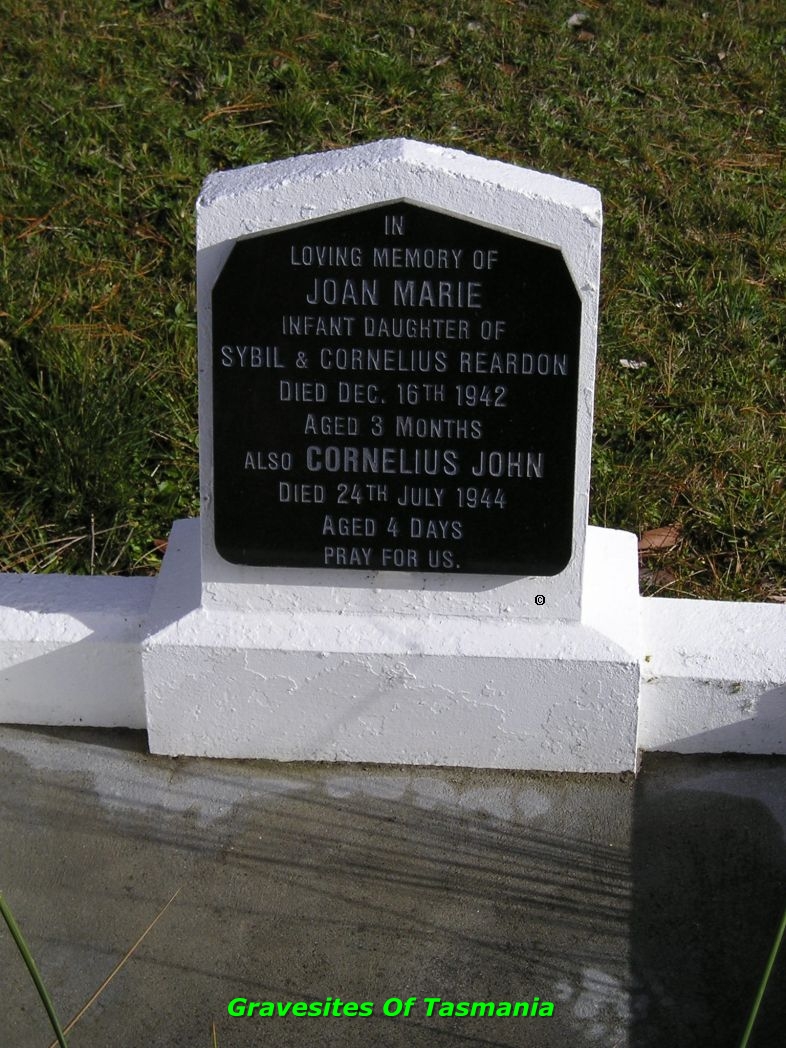 IN
LOVING MEMORY OF
JOAN MARIE
INFANT DAUGHTER OF
SYBIL & CORNELIUS REARDON
DIED DEC. 16TH 1942
AGED 3 MONTHS
ALSO CORNELIUS JOHN
DIED 24TH JULY 1944
AGED 4 DAYS
PRAY FOR US.
©
Gravesites Of Tasmania